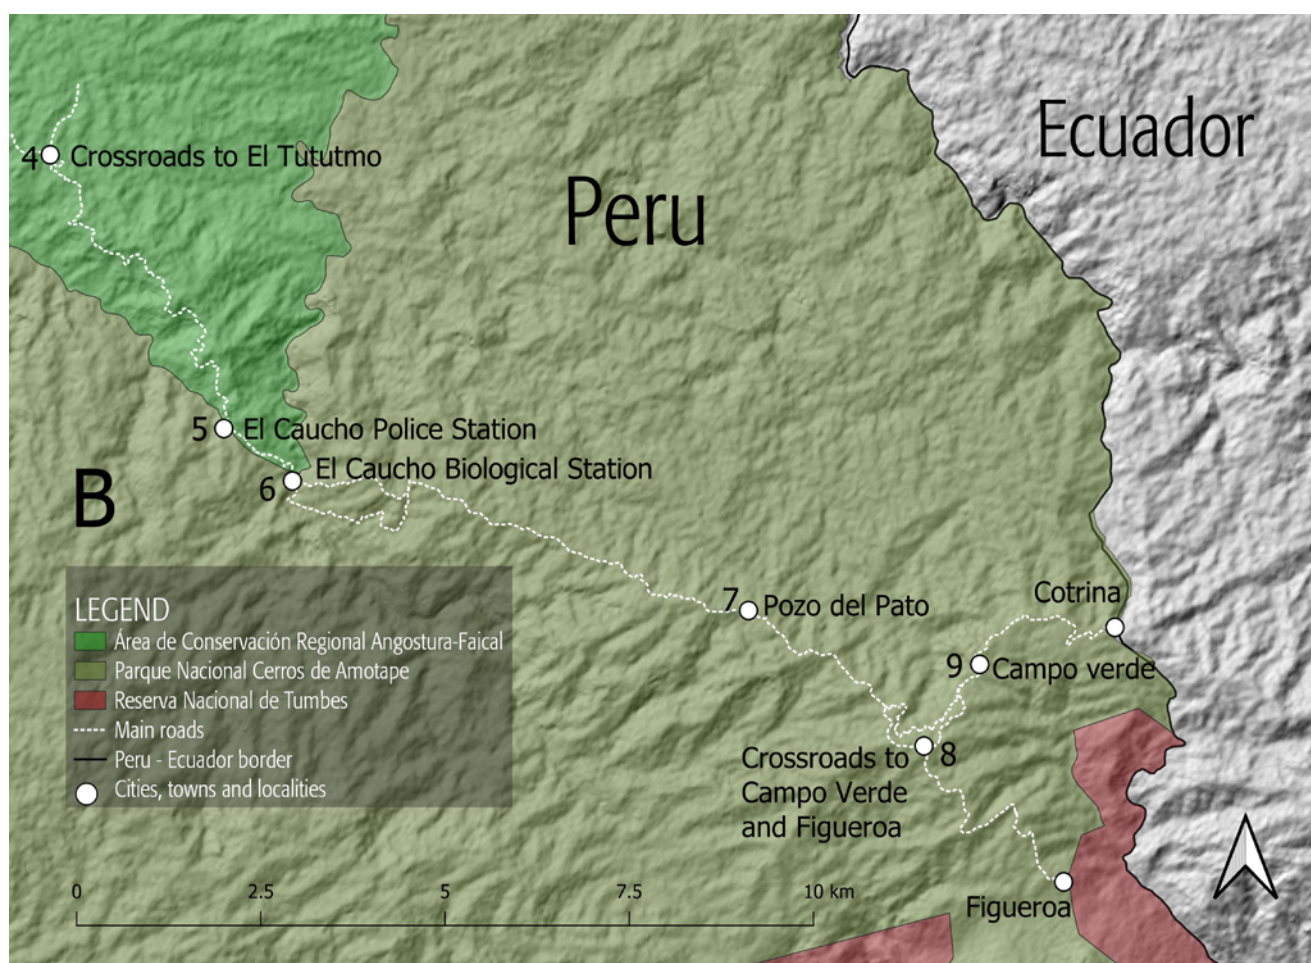 Ecuador
Peru
4 Crossroads to El Tututmo
5 El Caucho Police Station
6 El Caucho Biological Station
B
7 Pozo del Pato
Cotrina
9 Campo verde
8
Crossroads to
Campo Verde
and Figueroa
Figueroa
LEGEND
Área de Conservación Regional Angostura-Faical
Parque Nacional Cerros de Amotape
Reserva Nacional de Tumbes
Main roads
Peru - Ecuador border
Cities, towns and localities
0 2.5 5 7.5 10 km